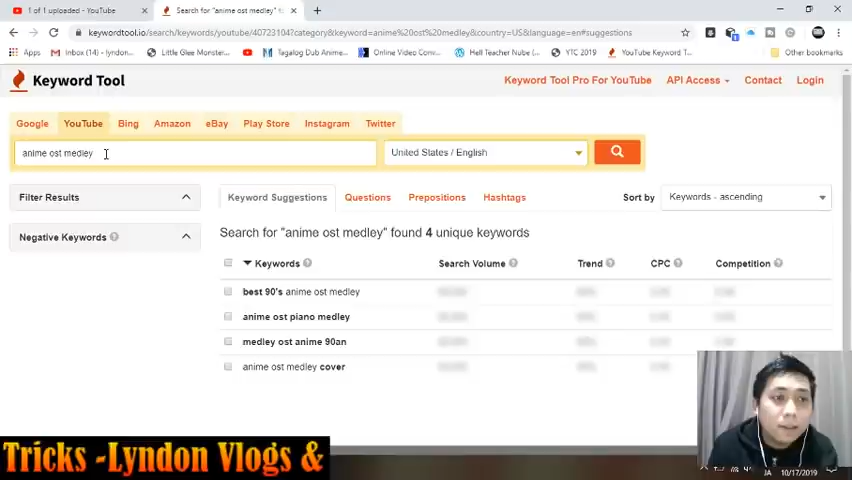 1 of 1 uploaded - YouTube
Search for "anime ost medley" fo
keywordtool.io/search/keywords/youtube/40723104?category&keyword=anime%20ost%20medley&country=US&language=en#suggestions
Apps
Inbox (14) - lyndon...
Little Glee Monster...
Tagalog Dub Anime...
Online Video Conv...
Hell Teacher Nube (...
YTC 2019
YouTube Keyword T...
Other bookmarks
Keyword Tool
Keyword Tool Pro For YouTube
API Access
Contact
Login
Google
YouTube
Bing
Amazon
eBay
Play Store
Instagram
Twitter
anime ost medley
United States / English
Filter Results
Negative Keywords
Keyword Suggestions
Questions
Prepositions
Hashtags
Sort by
Keywords - ascending
Search for "anime ost medley" found 4 unique keywords
Keywords
Search Volume
Trend
CPC
Competition
best 90's anime ost medley
anime ost piano medley
medley ost anime 90an
anime ost medley cover
Tricks -Lyndon Vlogs &
JA
10/17/2019